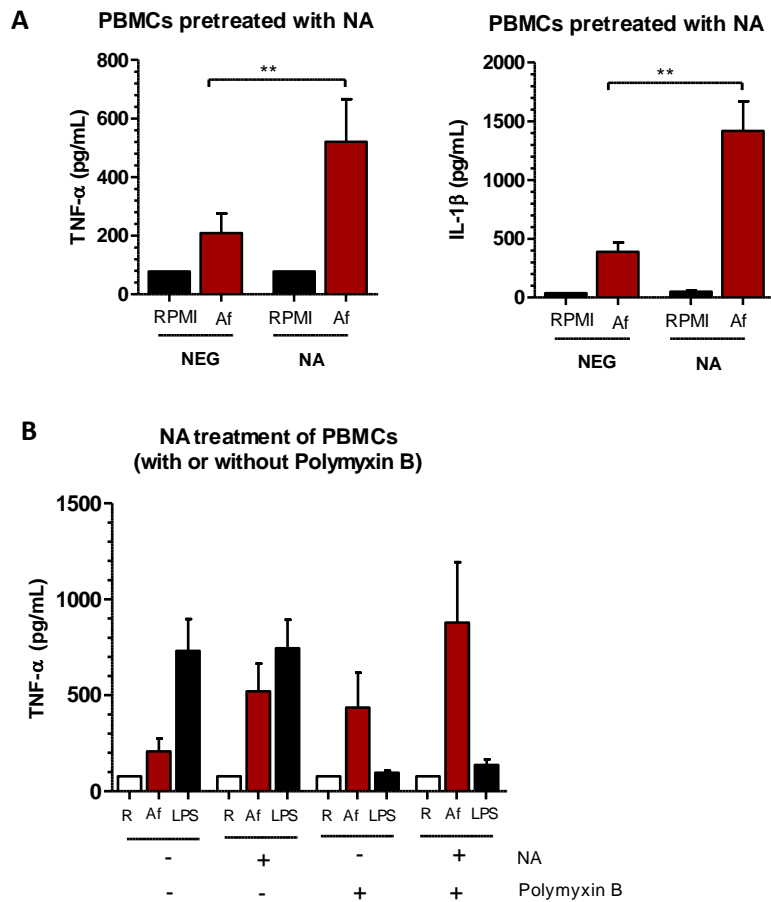 A
PBMCs pretreated with NA
800
600
400
200
0
TNF-α (pg/mL)
**
RPMI Af RPMI Af
NEG NA
PBMCs pretreated with NA
2000
1500
1000
500
0
IL-1β (pg/mL)
**
RPMI Af RPMI Af
NEG NA
B
NA treatment of PBMCs
(with or without Polymyxin B)
1500
1000
500
0
TNF-α (pg/mL)
R Af LPS R Af LPS R Af LPS R Af LPS
- + - + NA
- - + + Polymyxin B